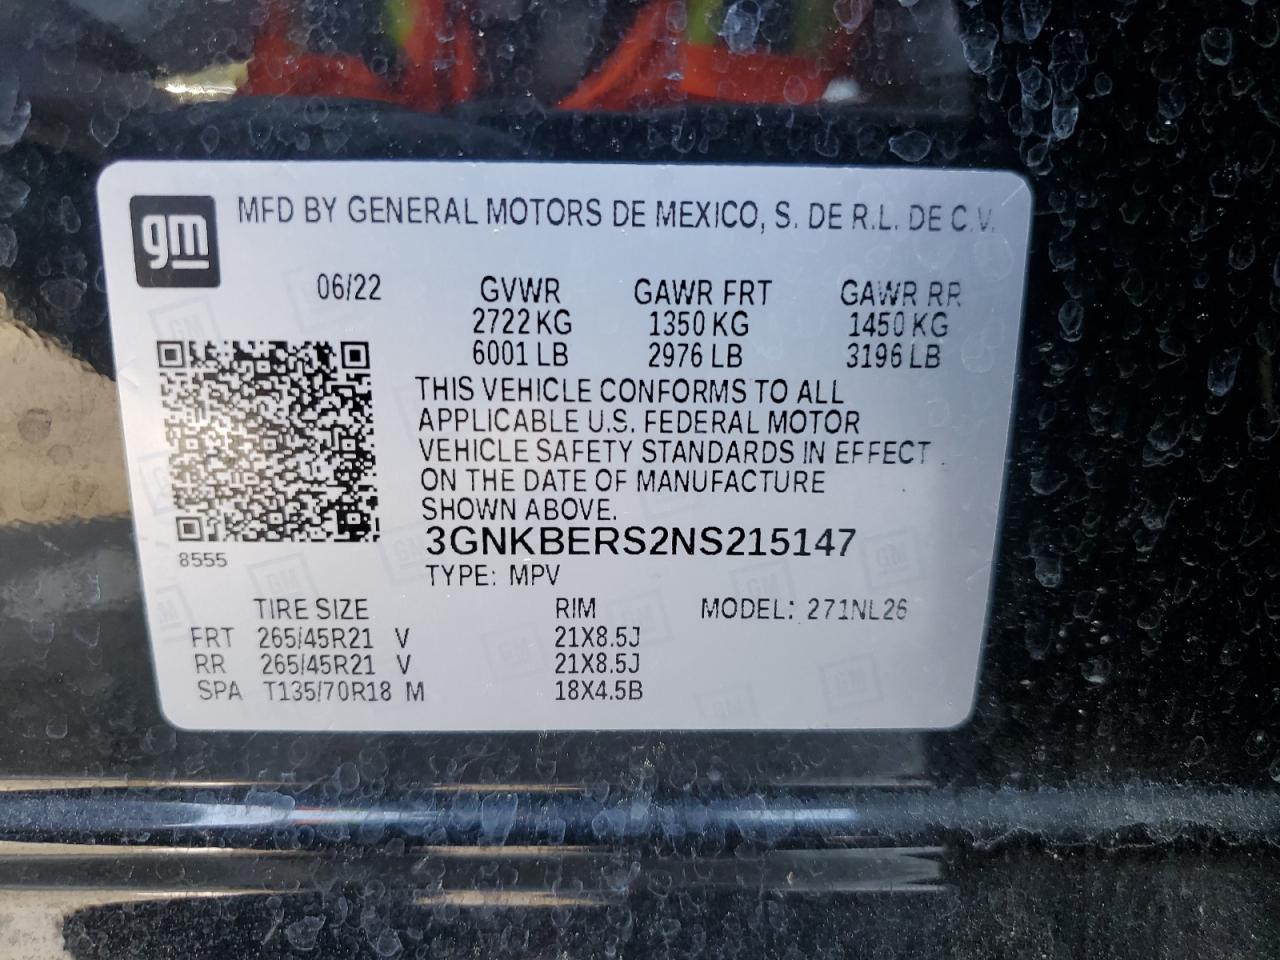 gm
MFD BY GENERAL MOTORS DE MEXICO, S. DE R.L. DE C.V.
06/22 GVWR GAWR FRT GAWR RR
2722 KG 1350 KG 1450 KG
6001 LB 2976 LB 3196 LB
THIS VEHICLE CONFORMS TO ALL
APPLICABLE U.S. FEDERAL MOTOR
VEHICLE SAFETY STANDARDS IN EFFECT
ON THE DATE OF MANUFACTURE
SHOWN ABOVE.
8555
3GNKBERS2NS215147
TYPE: MPV
TIRE SIZE RIM MODEL: 271NL26
FRT 265/45R21 V 21X8.5J
RR 265/45R21 V 21X8.5J
SPA T135/70R18 M 18X4.5B